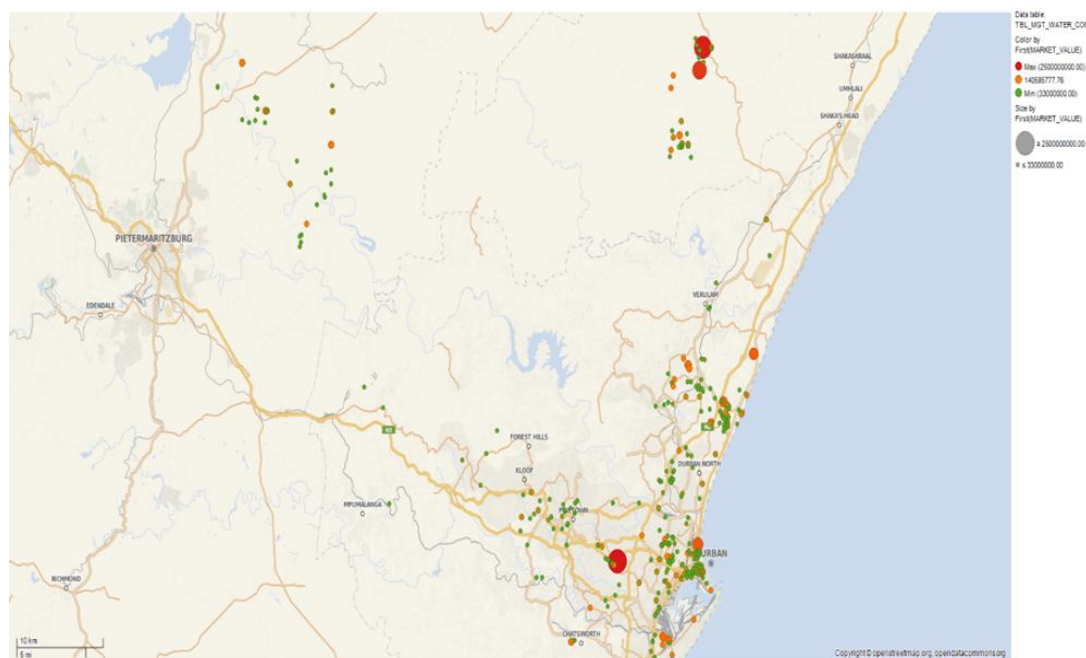 Data table:
TBL_MGT_WATER_CON
Color by
First(MARKET_VALUE)
Max (2500000000.00)
140585777.76
Min (33000000.00)
Size by
First(MARKET_VALUE)
≥ 2500000000.00
≤ 33000000.00
SHAKASKRAAL
UMHLALI
SHAKA'S HEAD
PIETERMARITZBURG
EDENDALE
VERULAM
N3
FOREST HILLS
KLOOF
DURBAN NORTH
MPUMALANGA
URBAN
RICHMOND
CHATSWORTH
10 km
5 mi
Copyright © openstreetmap.org, opendatacommons.org